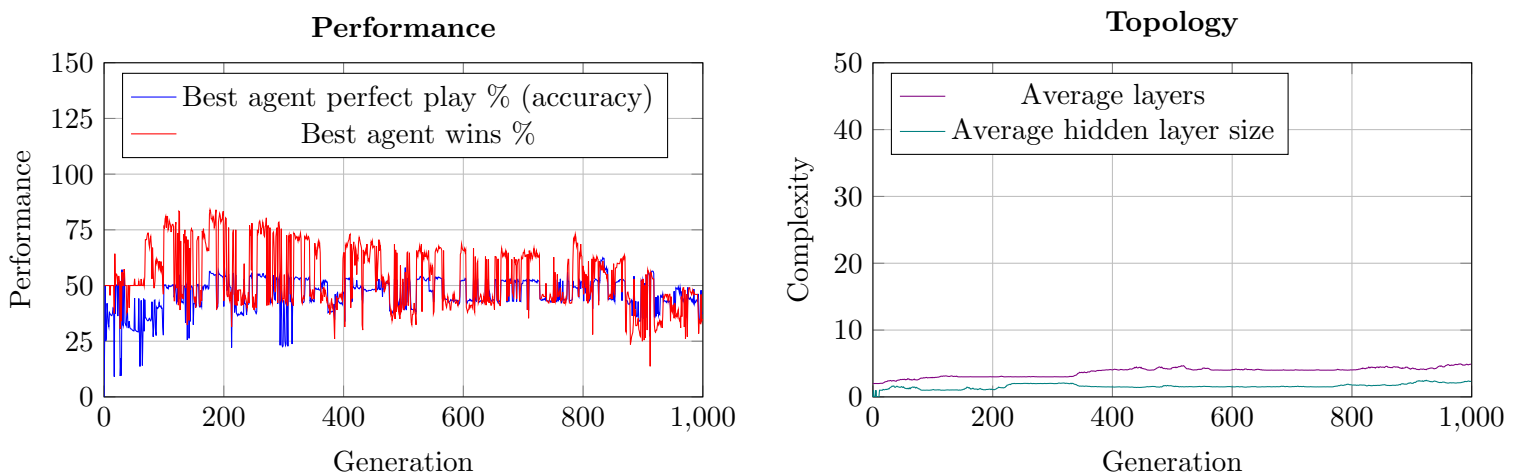 Performance
150
125
100
75
50
25
0
Performance
Best agent perfect play % (accuracy)
Best agent wins %
0
200
400
600
800
1,000
Generation
Topology
50
40
30
20
10
0
Complexity
Average layers
Average hidden layer size
0
200
400
600
800
1,000
Generation